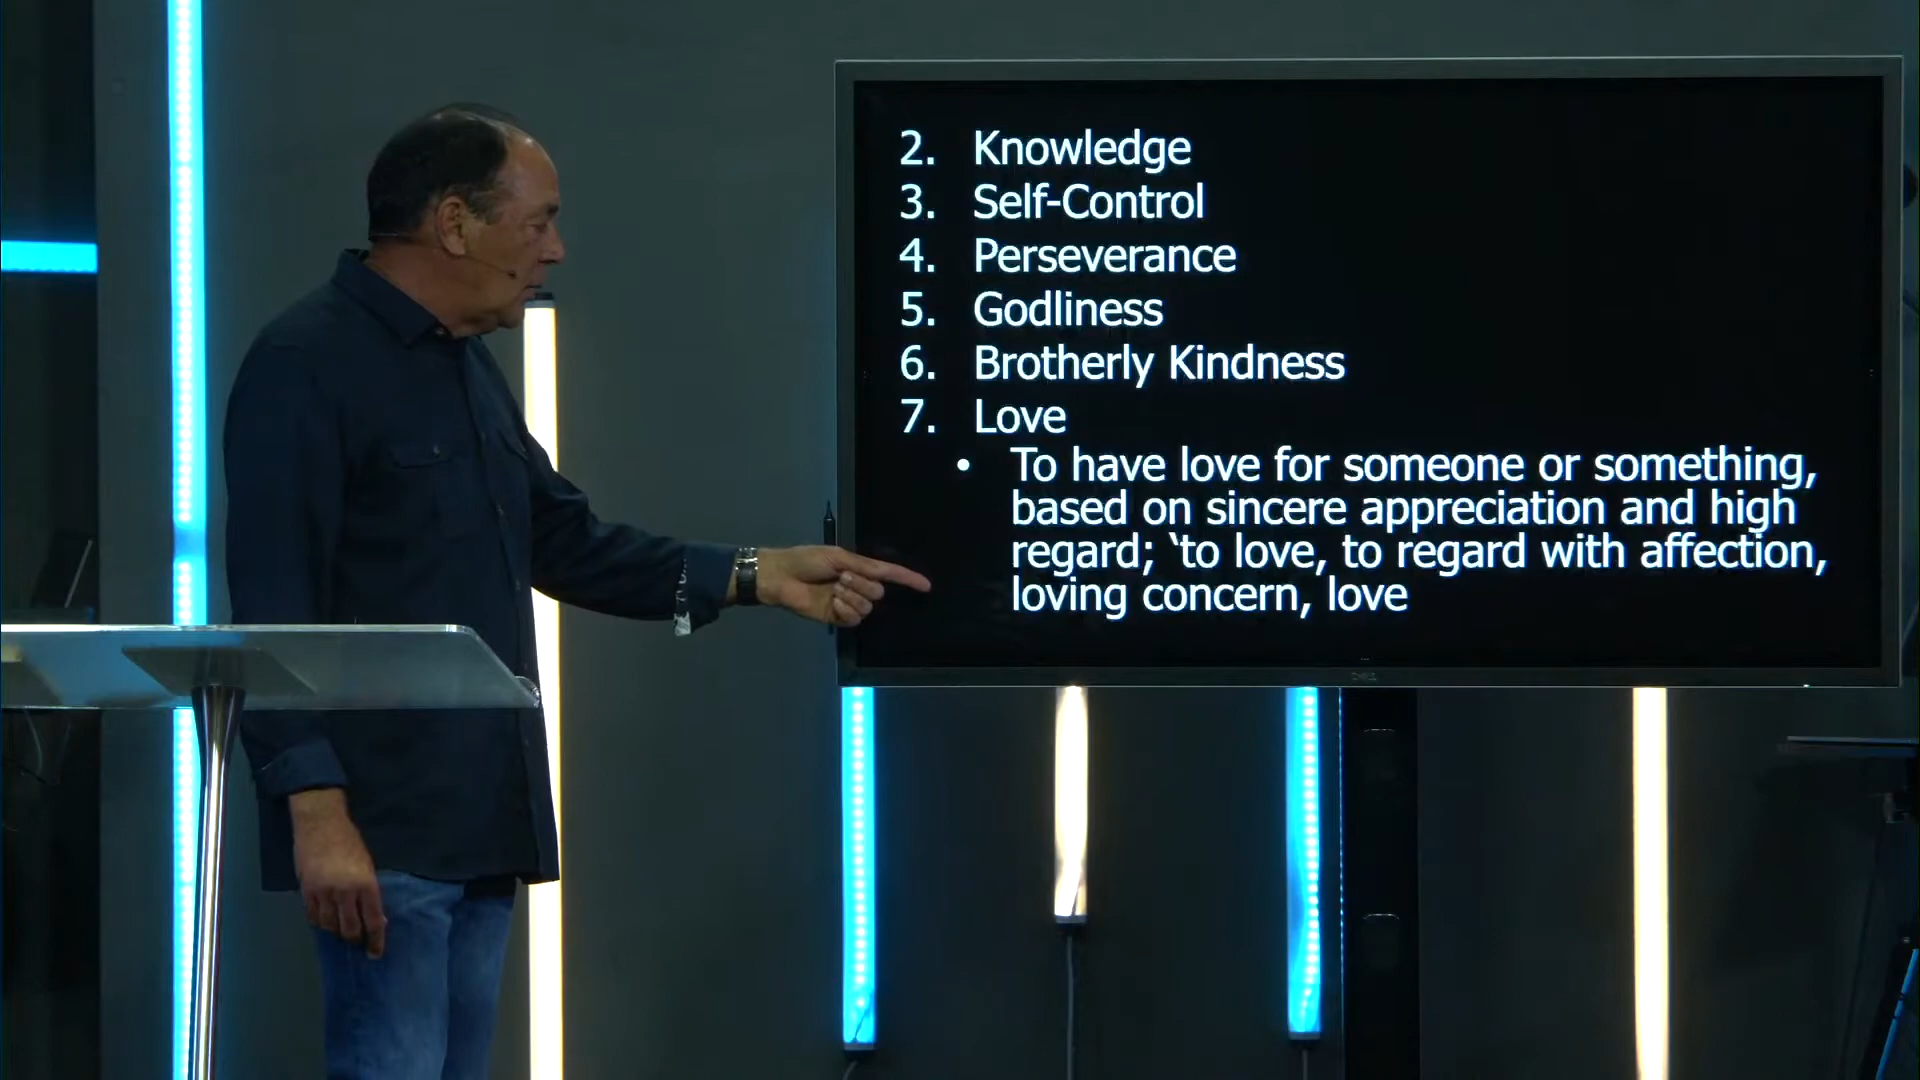 2. Knowledge
3. Self-Control
4. Perseverance
5. Godliness
6. Brotherly Kindness
7. Love
• To have love for someone or something,
based on sincere appreciation and high
regard; ‘to love, to regard with affection,
loving concern, love
DELL